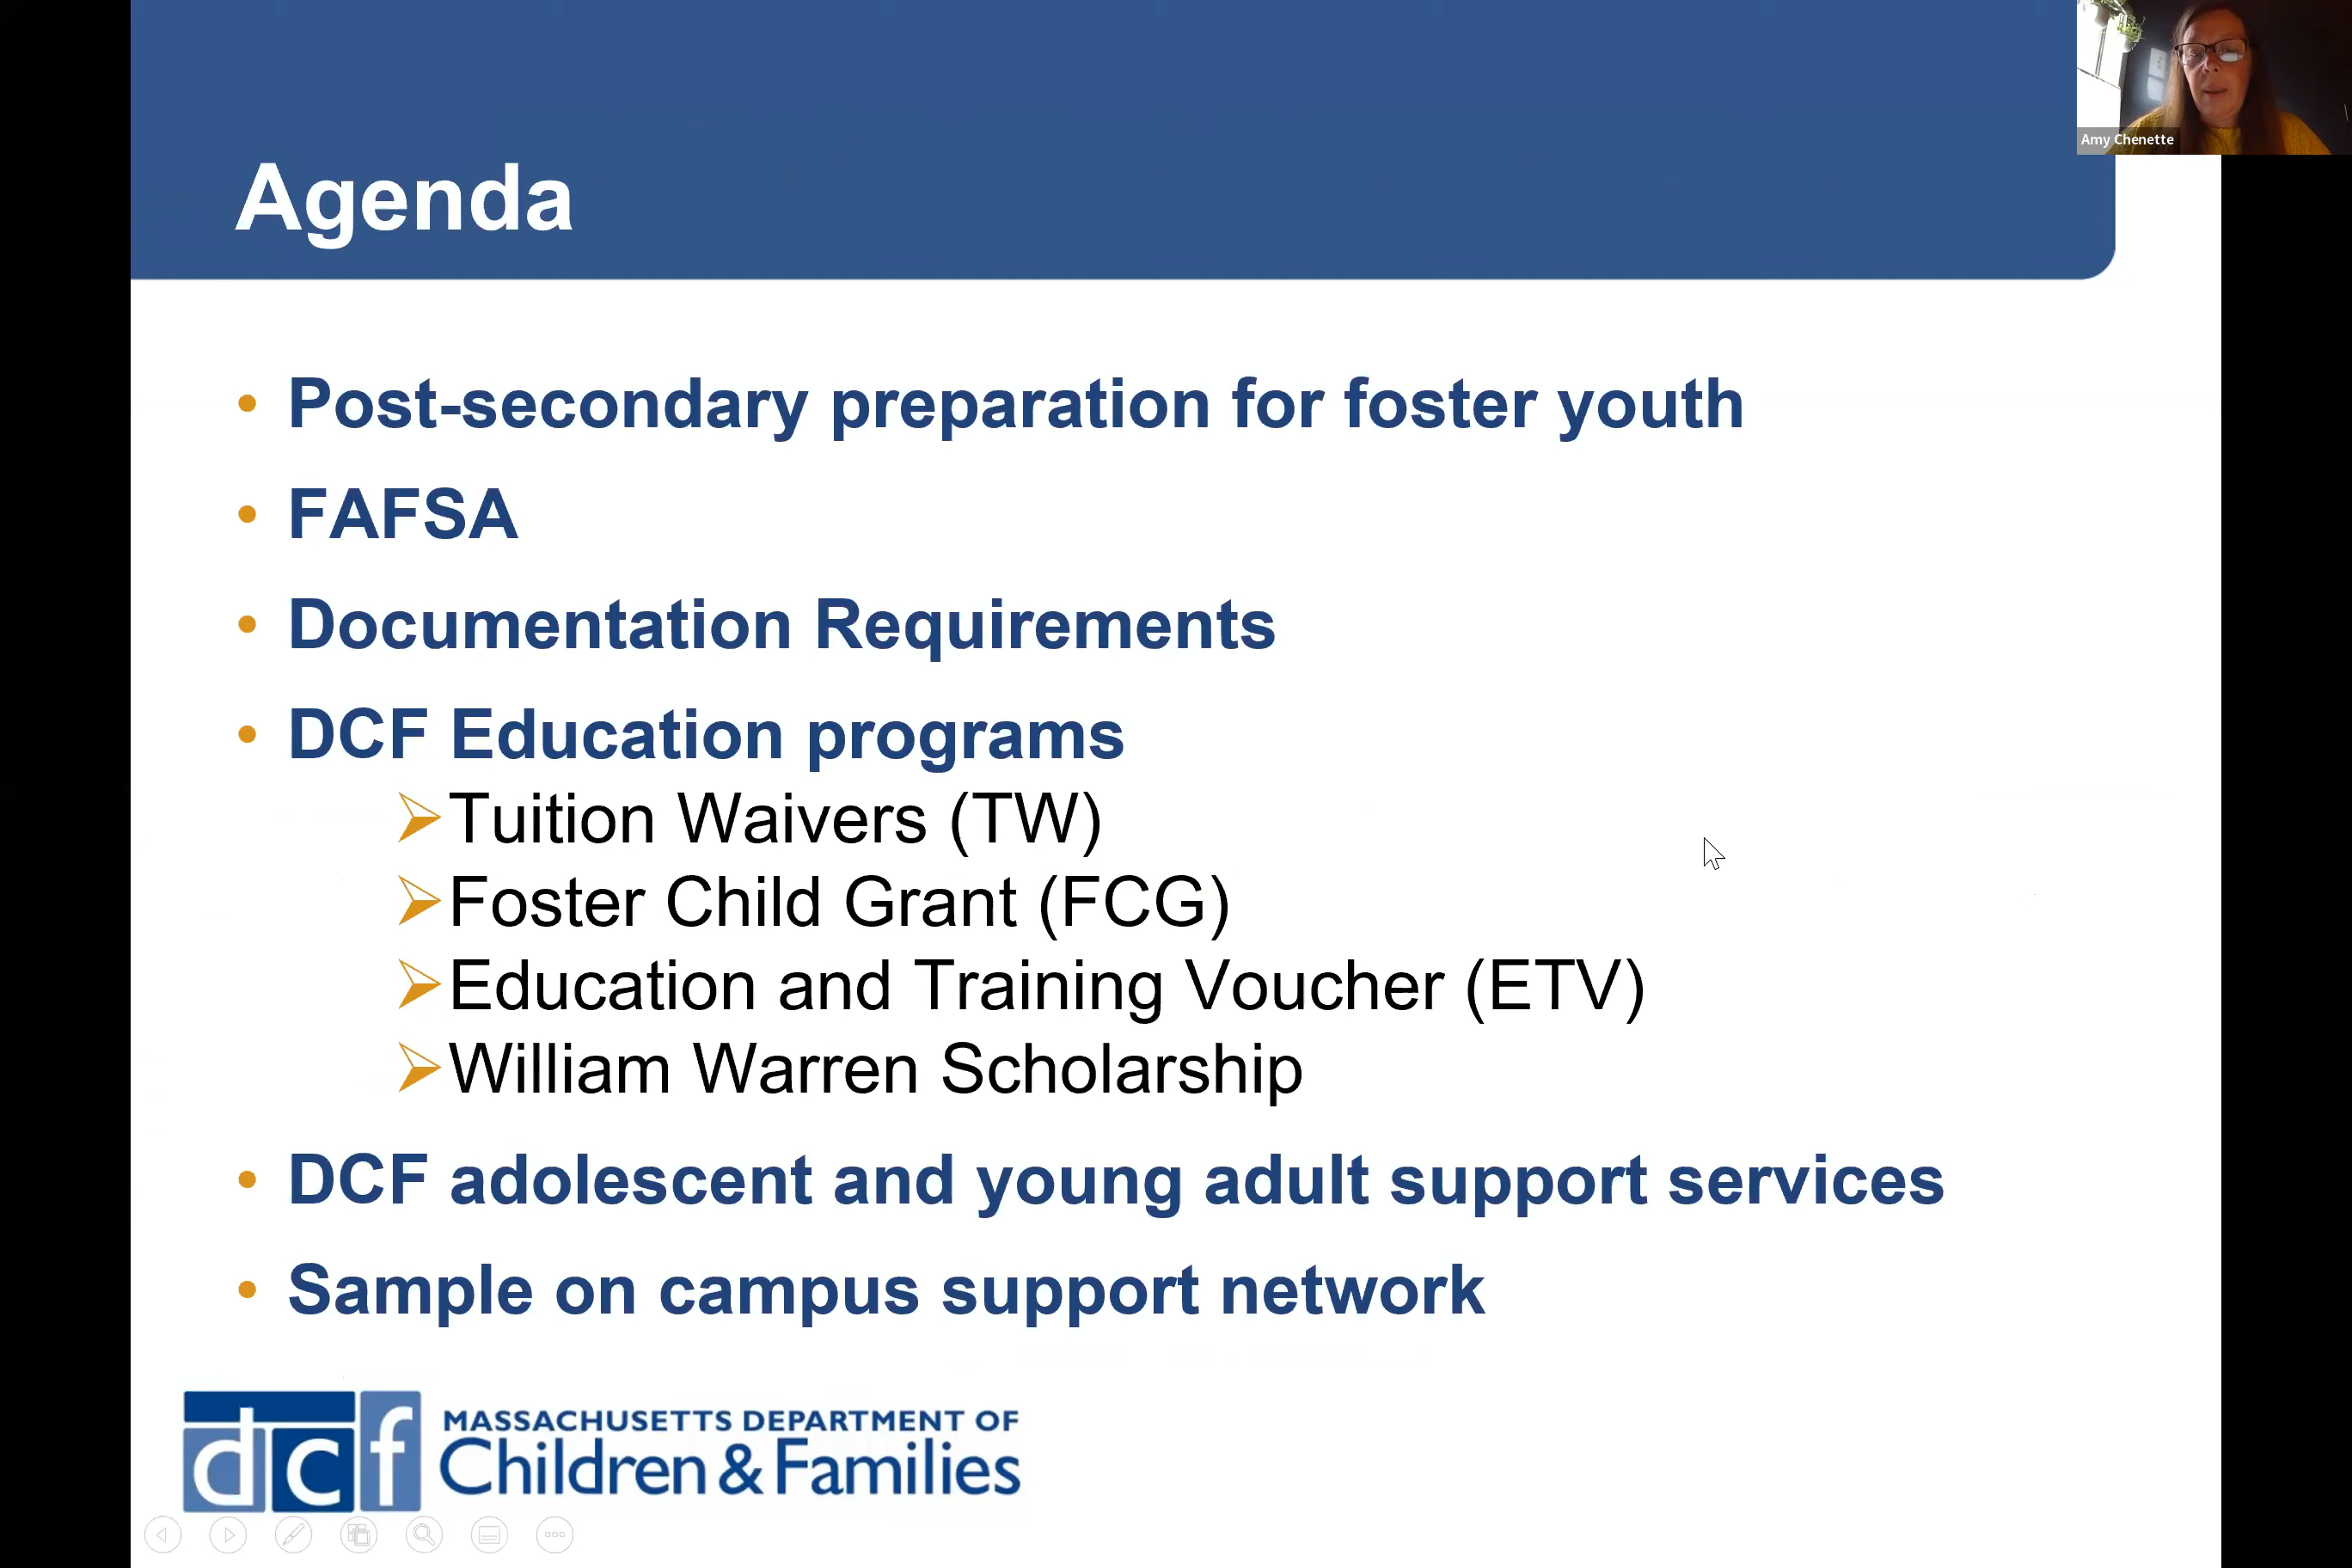 Amy Chenette
Agenda
• Post-secondary preparation for foster youth
• FAFSA
• Documentation Requirements
• DCF Education programs
➢Tuition Waivers (TW)
➢Foster Child Grant (FCG)
➢Education and Training Voucher (ETV)
➢William Warren Scholarship
• DCF adolescent and young adult support services
• Sample on campus support network
dcf
MASSACHUSETTS DEPARTMENT OF
Children & Families